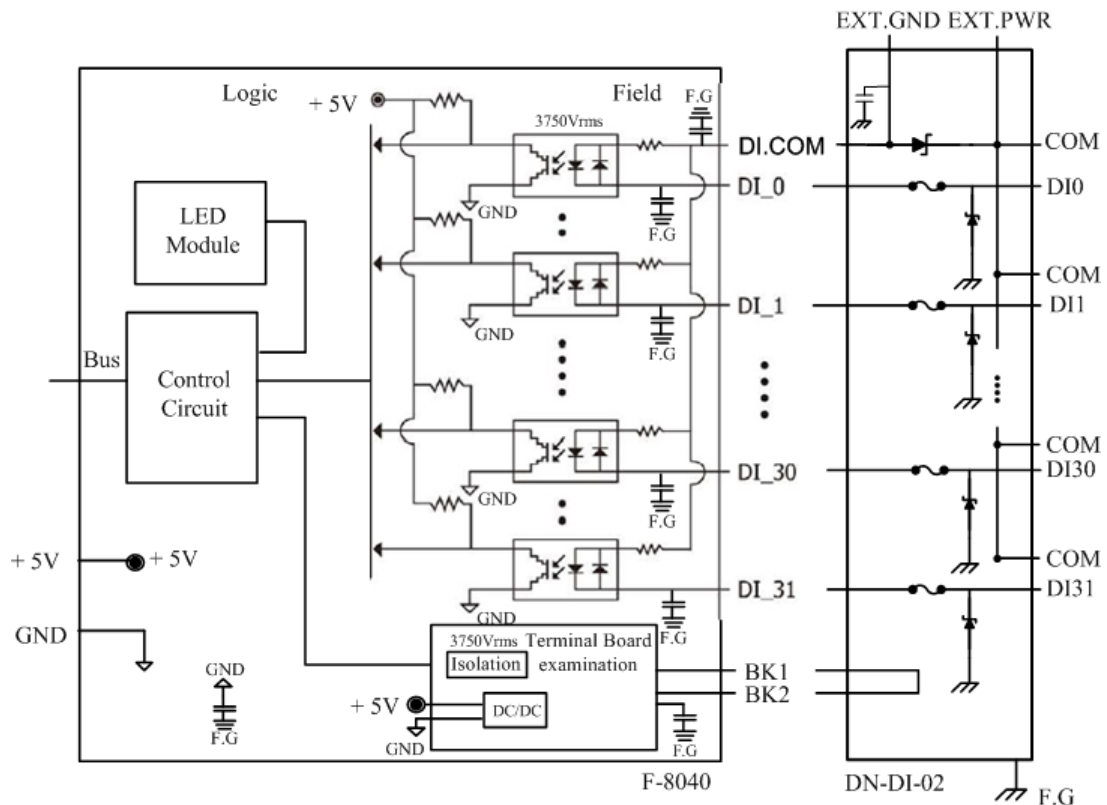 EXT.GND EXT.PWR
Logic
Field
+ 5V
3750Vrms
F.G
DI.COM
COM
DI_0
DI0
GND
F.G
LED
Module
COM
DI_1
DI1
GND
F.G
Bus
Control
Circuit
COM
DI_30
DI30
GND
F.G
COM
+ 5V
+ 5V
DI_31
DI31
GND
F.G
GND
3750Vrms
Terminal Board
examination
Isolation
BK1
BK2
GND
+ 5V
DC/DC
GND
F.G
F.G
F-8040
DN-DI-02
F.G